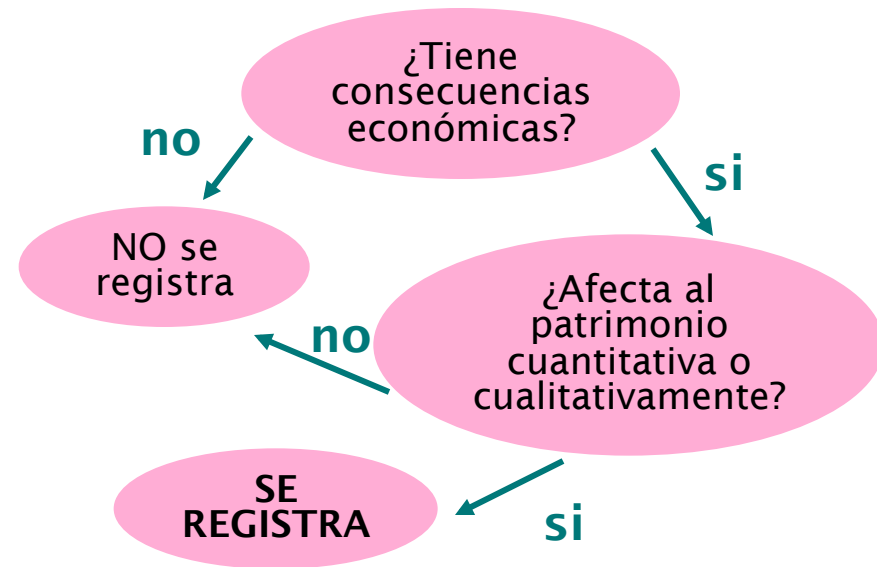 ¿Tiene
consecuencias
económicas?
no
si
NO se
registra
¿Afecta al
patrimonio
cuantitativa o
cualitativamente?
no
SE
REGISTRA
si